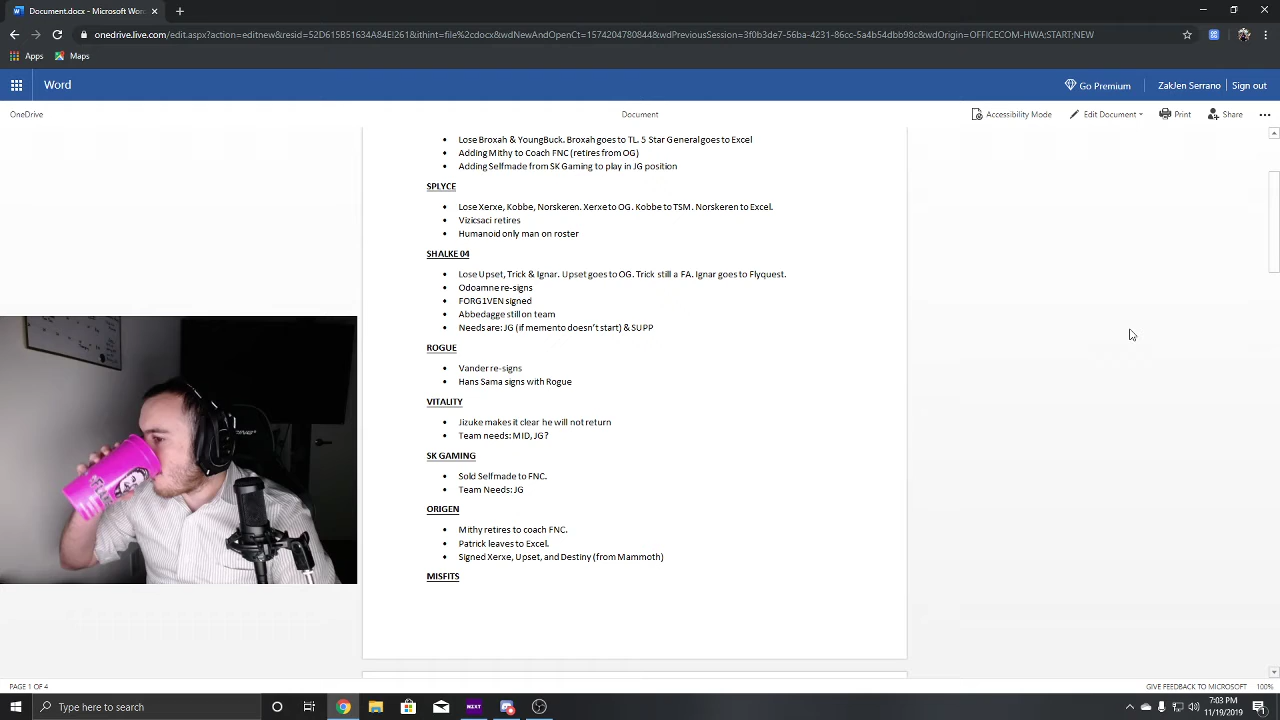 Document.docx - Microsoft Word
onedrive.live.com/edit.aspx?action=editnew&resid=52D615B51634A84E!261&ithint=file%2cdocx&wdNewAndOpenCt=1574204780844&wdPreviousSession=3f0b3de7-56ba-4231-86cc-5a4b54dbb98c&wdOrigin=OFFICECOM-HWA:START:NEW
Apps
Maps
Word
Go Premium
ZakJen Serrano
Sign out
OneDrive
Document
Accessibility Mode
Edit Document
Print
Share
Lose Broxah & YoungBuck. Broxah goes to TL. 5 Star General goes to Excel
Adding Mithy to Coach FNC (retires from OG)
Adding Selfmade from SK Gaming to play in JG position
SPLYCE
Lose Xerxe, Kobbe, Norskeren. Xerxe to OG. Kobbe to TSM. Norskeren to Excel.
Vizicsaci retires
Humanoid only man on roster
SHALKE 04
Lose Upset, Trick & Ignar. Upset goes to OG. Trick still a FA. Ignar goes to Flyquest.
Odoamne re-signs
FORG1VEN signed
Abbedagge still on team
Needs are: JG (if memento doesn't start) & SUPP
ROGUE
Vander re-signs
Hans Sama signs with Rogue
VITALITY
Jizuke makes it clear he will not return
Team needs: MID, JG?
SK GAMING
Sold Selfmade to FNC.
Team Needs: JG
ORIGEN
Mithy retires to coach FNC.
Patrick leaves to Excel.
Signed Xerxe, Upset, and Destiny (from Mammoth)
MISFITS
PAGE 1 OF 4
GIVE FEEDBACK TO MICROSOFT
100%
Type here to search
NZXT
7:03 PM
11/19/2019